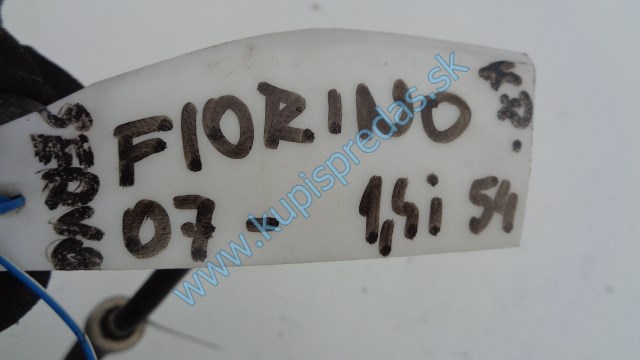 FIORINO
07 - 1,4i 54
www.kupispredas.sk